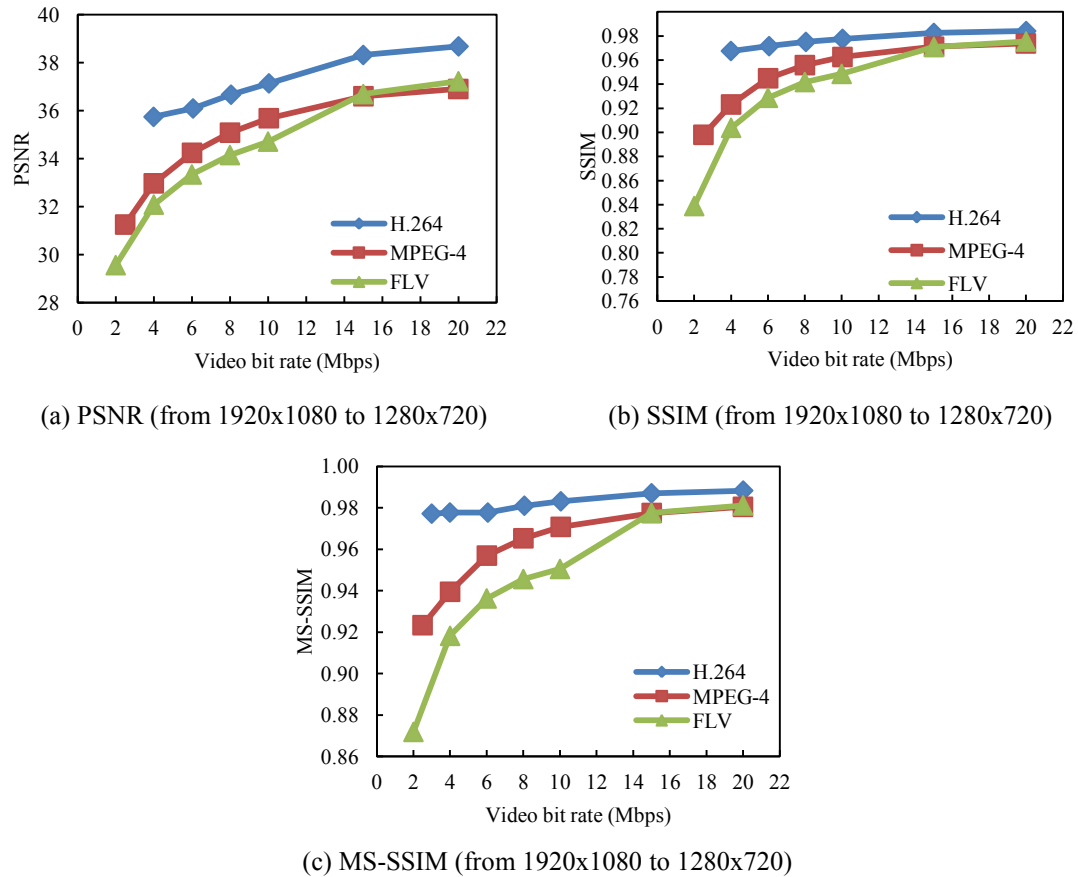 40
38
36
34
32
30
28
PSNR
0 2 4 6 8 10 12 14 16 18 20 22
Video bit rate (Mbps)
H.264
MPEG-4
FLV
(a) PSNR (from 1920x1080 to 1280x720)
0.98
0.96
0.94
0.92
0.90
0.88
0.86
0.84
0.82
0.80
0.78
0.76
SSIM
0 2 4 6 8 10 12 14 16 18 20 22
Video bit rate (Mbps)
H.264
MPEG-4
FLV
(b) SSIM (from 1920x1080 to 1280x720)
1.00
0.98
0.96
0.94
0.92
0.90
0.88
0.86
MS-SSIM
0 2 4 6 8 10 12 14 16 18 20 22
Video bit rate (Mbps)
H.264
MPEG-4
FLV
(c) MS-SSIM (from 1920x1080 to 1280x720)